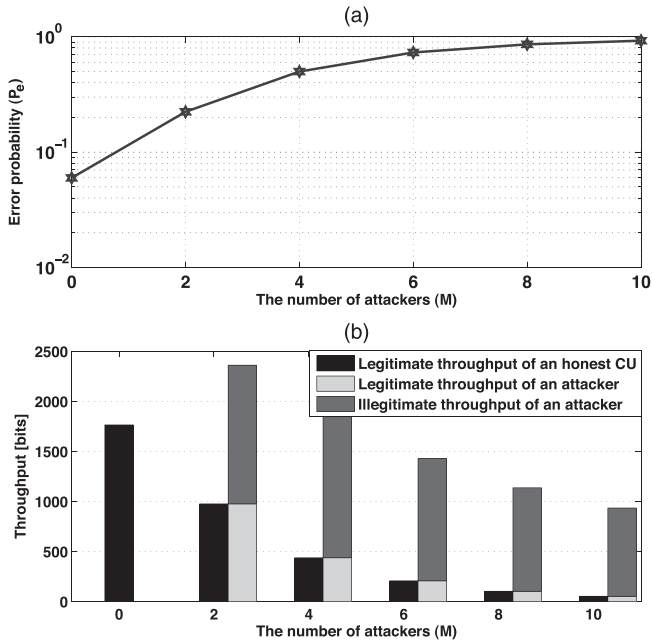 (a)
10^0
10^-1
10^-2
Error probability (P_e)
0 2 4 6 8 10
The number of attackers (M)
(b)
2500
2000
1500
1000
500
0
Throughput [bits]
Legitimate throughput of an honest CU
Legitimate throughput of an attacker
Illegitimate throughput of an attacker
0 2 4 6 8 10
The number of attackers (M)